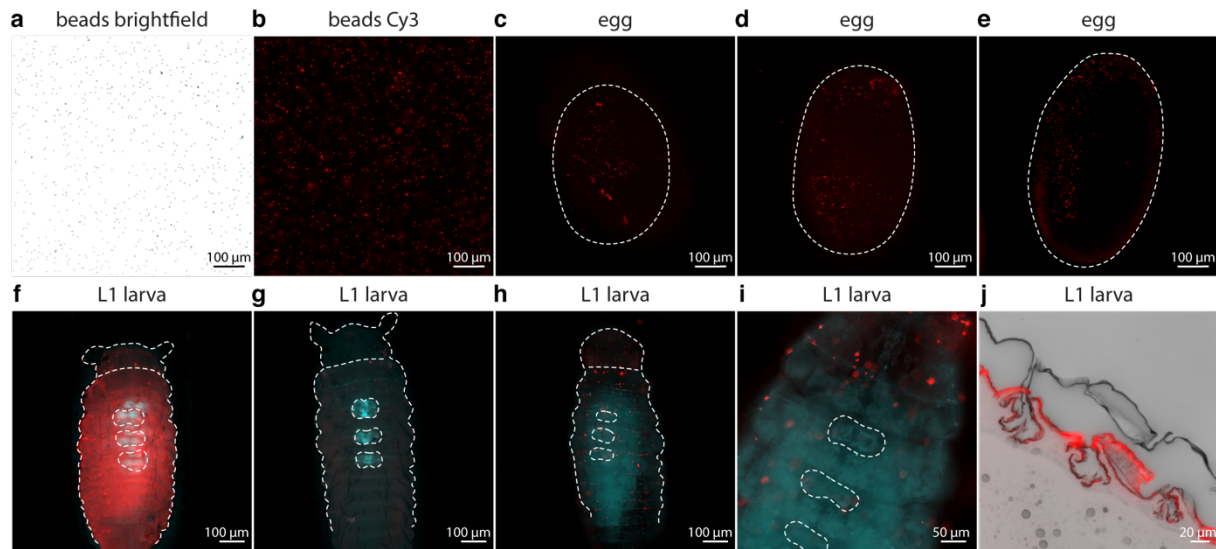 a beads brightfield
b beads Cy3
c egg
d egg
e egg
100 µm
100 µm
100 µm
100 µm
100 µm
f L1 larva
g L1 larva
h L1 larva
i L1 larva
j L1 larva
100 µm
100 µm
100 µm
50 µm
20 µm